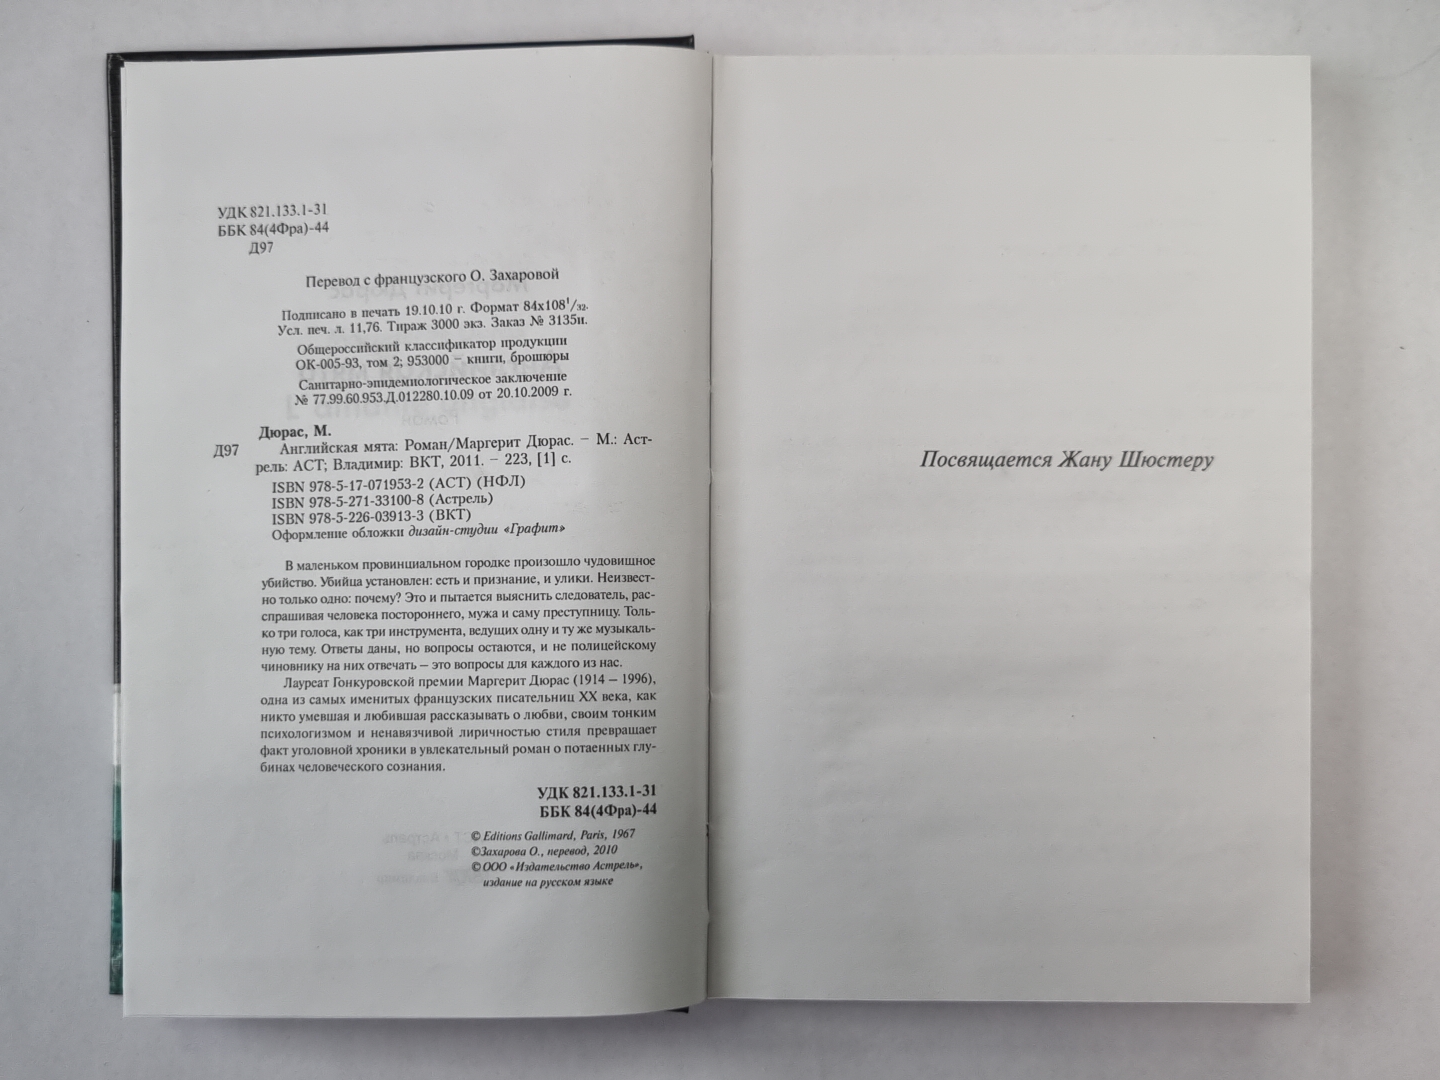 УДК 821.133.1-31
ББК 84(4Фра)-44
Д97
Перевод с французского О. Захаровой
Подписано в печать 19.10.10 г. Формат 84х108 1/32.
Усл. печ. л. 11,76. Тираж 3000 экз. Заказ № 3135и.
Общероссийский классификатор продукции
ОК-005-93, том 2; 953000 – книги, брошюры
Санитарно-эпидемиологическое заключение
№ 77.99.60.953.Д.012280.10.09 от 20.10.2009 г.
Дюрас, М.
Д97 Английская мята: Роман/Маргерит Дюрас. – М.: Аст-
рель: АСТ; Владимир: ВКТ, 2011. – 223, [1] с.
ISBN 978-5-17-071953-2 (АСТ) (НФЛ)
ISBN 978-5-271-33100-8 (Астрель)
ISBN 978-5-226-03913-3 (ВКТ)
Оформление обложки дизайн-студии «Графит»
В маленьком провинциальном городке произошло чудовищное
убийство. Убийца установлен: есть и признание, и улики. Неизвест-
но только одно: почему? Это и пытается выяснить следователь, рас-
спрашивая человека постороннего, мужа и саму преступницу. Толь-
ко три голоса, как три инструмента, ведущих одну и ту же музыкаль-
ную тему. Ответы даны, но вопросы остаются, и не полицейскому
чиновнику на них отвечать – это вопросы для каждого из нас.
Лауреат Гонкуровской премии Маргерит Дюрас (1914 – 1996),
одна из самых именитых французских писательниц XX века, как
никто умевшая и любившая рассказывать о любви, своим тонким
психологизмом и ненавязчивой лиричностью стиля превращает
факт уголовной хроники в увлекательный роман о потаенных глу-
бинах человеческого сознания.
УДК 821.133.1-31
ББК 84(4Фра)-44
© Editions Gallimard, Paris, 1967
©Захарова О., перевод, 2010
© ООО «Издательство Астрель»,
издание на русском языке
Посвящается Жану Шюстеру